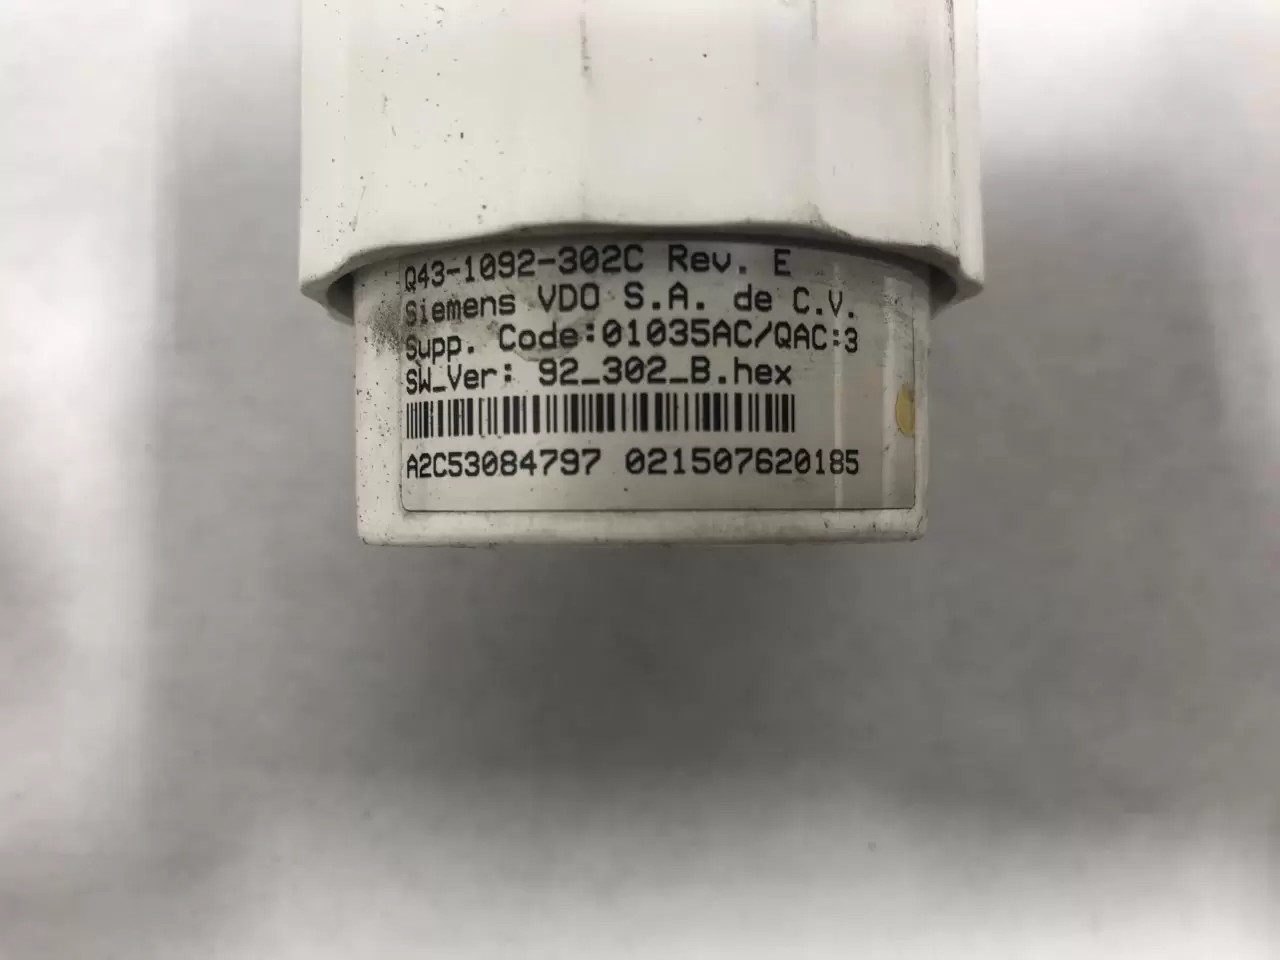 Q43-1092-302C Rev. E
Siemens VDO S.A. de C.V.
Supp. Code:01035AC/QAC:3
SW_Ver: 92_302_B.hex
A2C53084797 021507620185